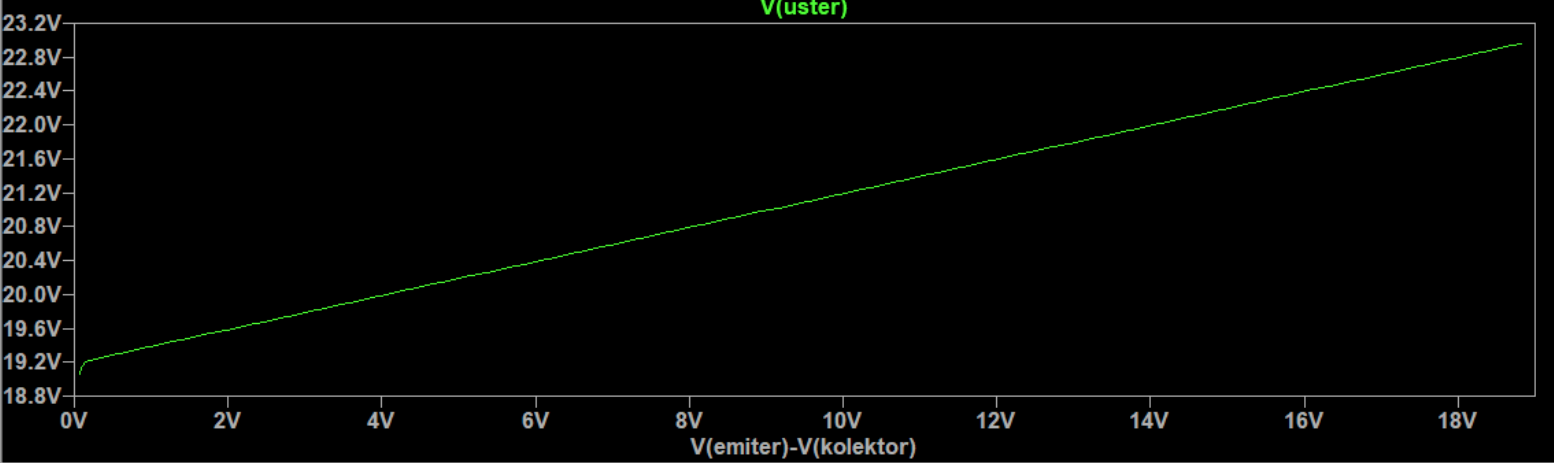 V(uster)
23.2V
22.8V
22.4V
22.0V
21.6V
21.2V
20.8V
20.4V
20.0V
19.6V
19.2V
18.8V
0V 2V 4V 6V 8V 10V 12V 14V 16V 18V
V(emiter)-V(kolektor)